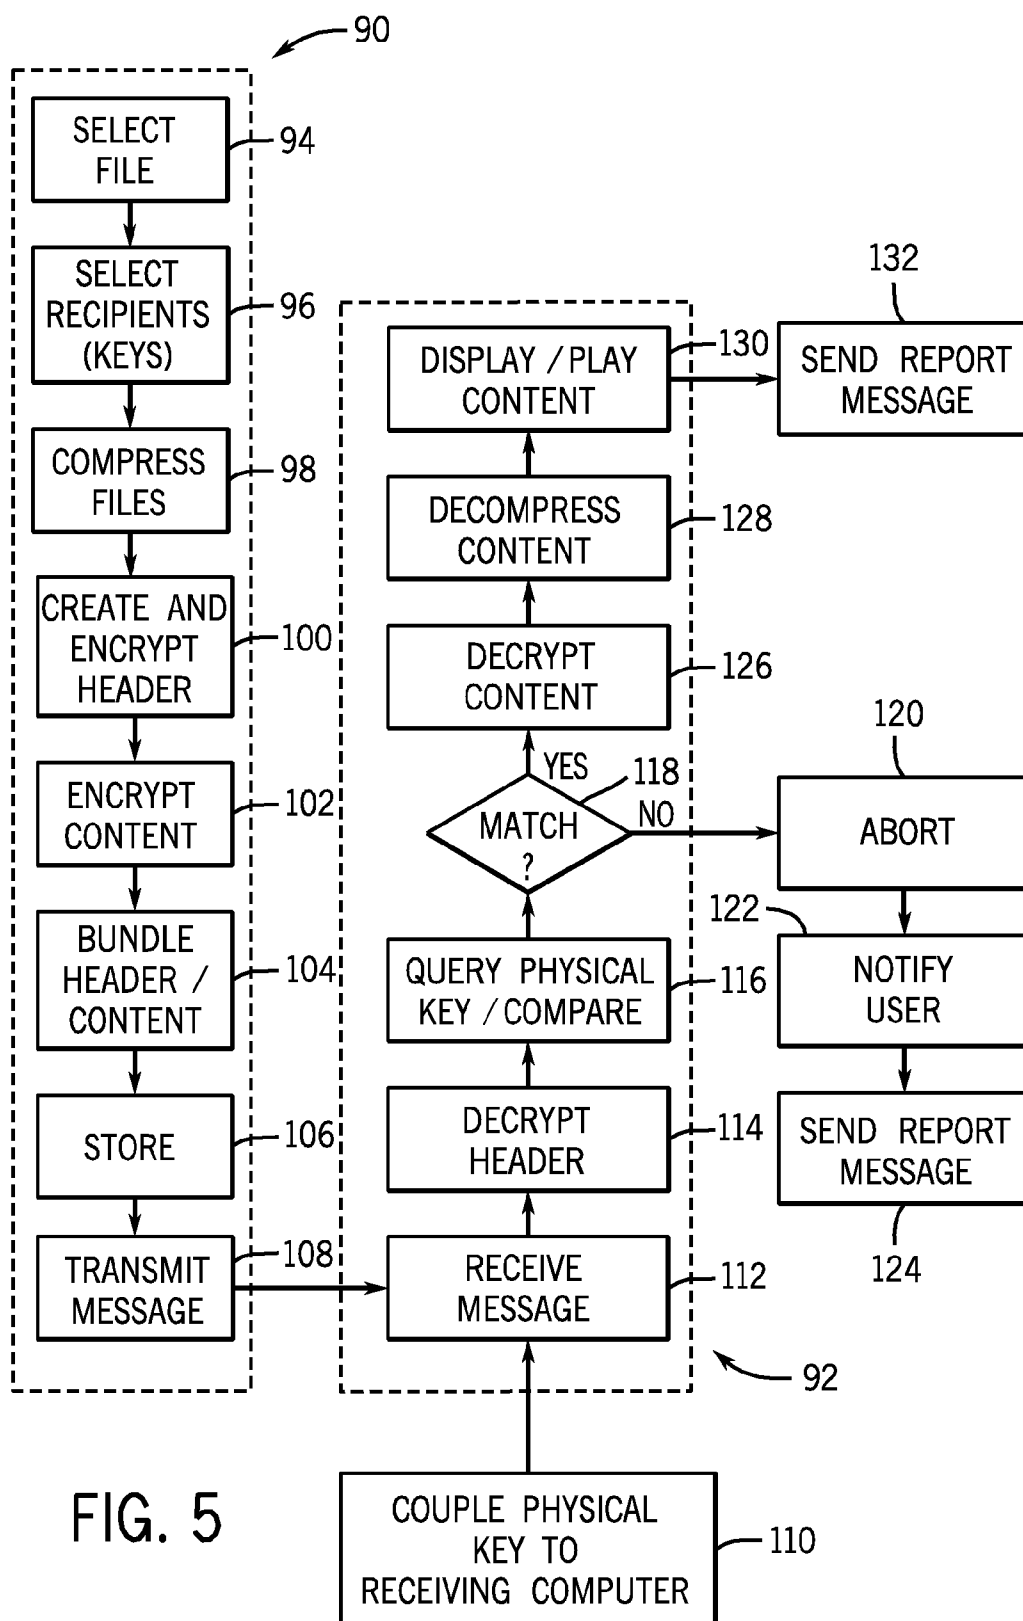 90
SELECT
FILE
94
SELECT
RECIPIENTS
(KEYS)
96
COMPRESS
FILES
98
CREATE AND
ENCRYPT
HEADER
100
ENCRYPT
CONTENT
102
BUNDLE
HEADER /
CONTENT
104
STORE
106
TRANSMIT
MESSAGE
108
DISPLAY / PLAY
CONTENT
130
DECOMPRESS
CONTENT
128
DECRYPT
CONTENT
126
YES
118
MATCH
?
NO
QUERY PHYSICAL
KEY / COMPARE
116
DECRYPT
HEADER
114
RECEIVE
MESSAGE
112
92
COUPLE PHYSICAL
KEY TO
RECEIVING COMPUTER
110
132
SEND REPORT
MESSAGE
120
ABORT
122
NOTIFY
USER
SEND REPORT
MESSAGE
124
FIG. 5